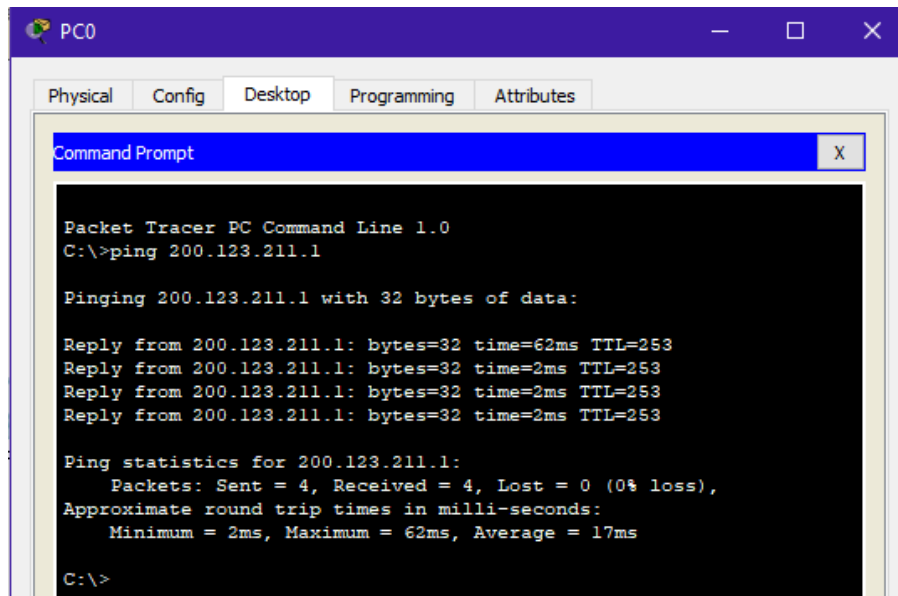 PC0
Physical Config Desktop Programming Attributes
Command Prompt X
Packet Tracer PC Command Line 1.0
C:\>ping 200.123.211.1
Pinging 200.123.211.1 with 32 bytes of data:
Reply from 200.123.211.1: bytes=32 time=62ms TTL=253
Reply from 200.123.211.1: bytes=32 time=2ms TTL=253
Reply from 200.123.211.1: bytes=32 time=2ms TTL=253
Reply from 200.123.211.1: bytes=32 time=2ms TTL=253
Ping statistics for 200.123.211.1:
Packets: Sent = 4, Received = 4, Lost = 0 (0% loss),
Approximate round trip times in milli-seconds:
Minimum = 2ms, Maximum = 62ms, Average = 17ms
C:\>